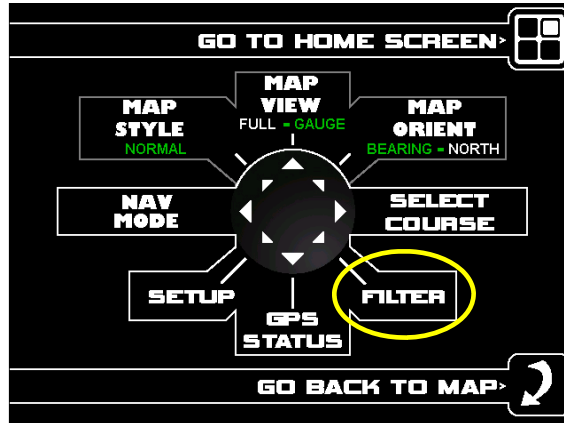 GO TO HOME SCREEN>
MAP
VIEW
FULL - GAUGE
MAP
STYLE
NORMAL
MAP
ORIENT
BEARING - NORTH
NAV
MODE
SELECT
COURSE
SETUP
FILTER
GPS
STATUS
GO BACK TO MAP>